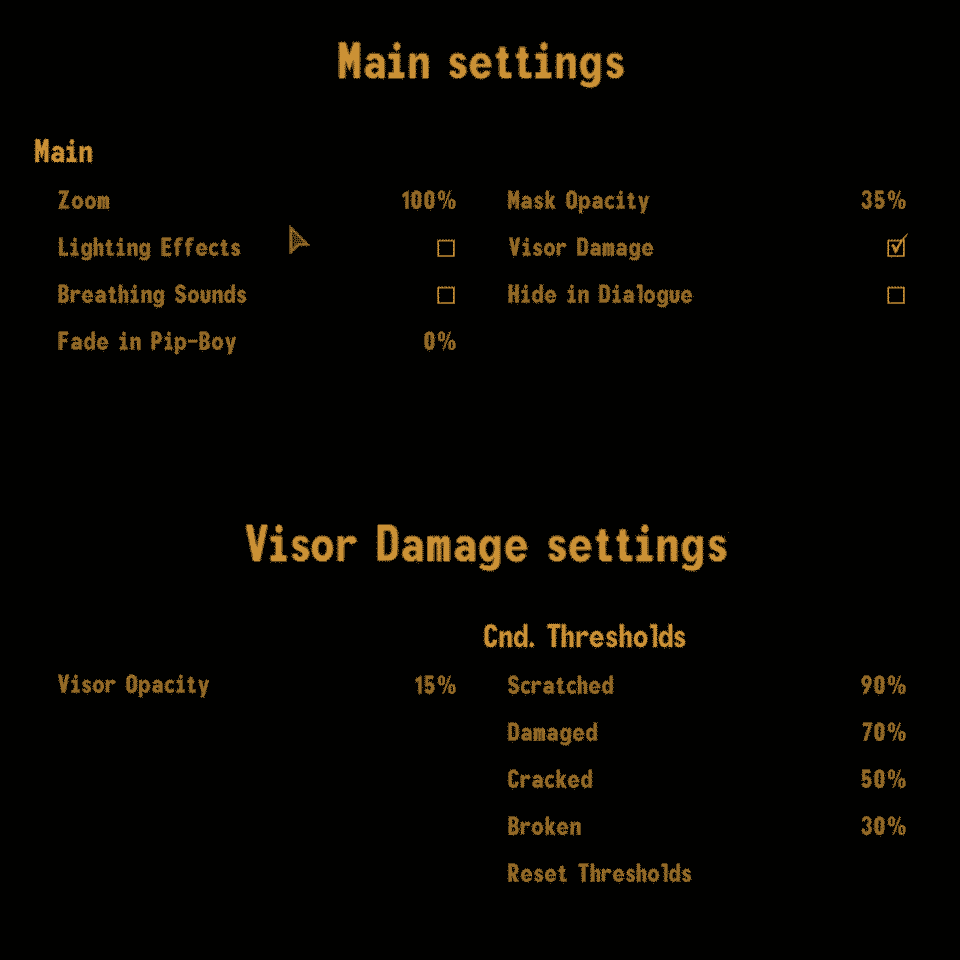 Main settings
Main
Zoom 100% Mask Opacity 35%
Lighting Effects Visor Damage
Breathing Sounds Hide in Dialogue
Fade in Pip-Boy 0%
Visor Damage settings
Cnd. Thresholds
Visor Opacity 15% Scratched 90%
Damaged 70%
Cracked 50%
Broken 30%
Reset Thresholds